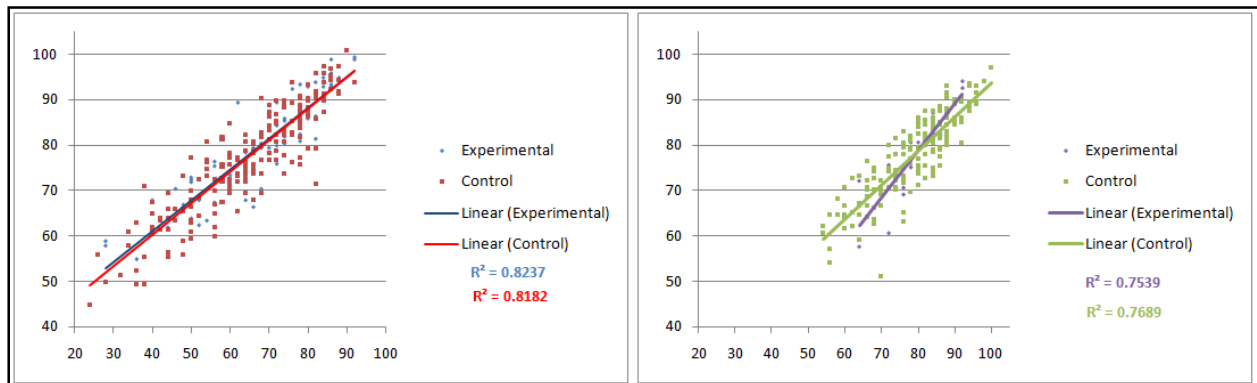 100
90
80
70
60
50
40
20 30 40 50 60 70 80 90 100
Experimental
Control
Linear (Experimental)
Linear (Control)
R² = 0.8237
R² = 0.8182
100
90
80
70
60
50
40
20 30 40 50 60 70 80 90 100
Experimental
Control
Linear (Experimental)
Linear (Control)
R² = 0.7539
R² = 0.7689